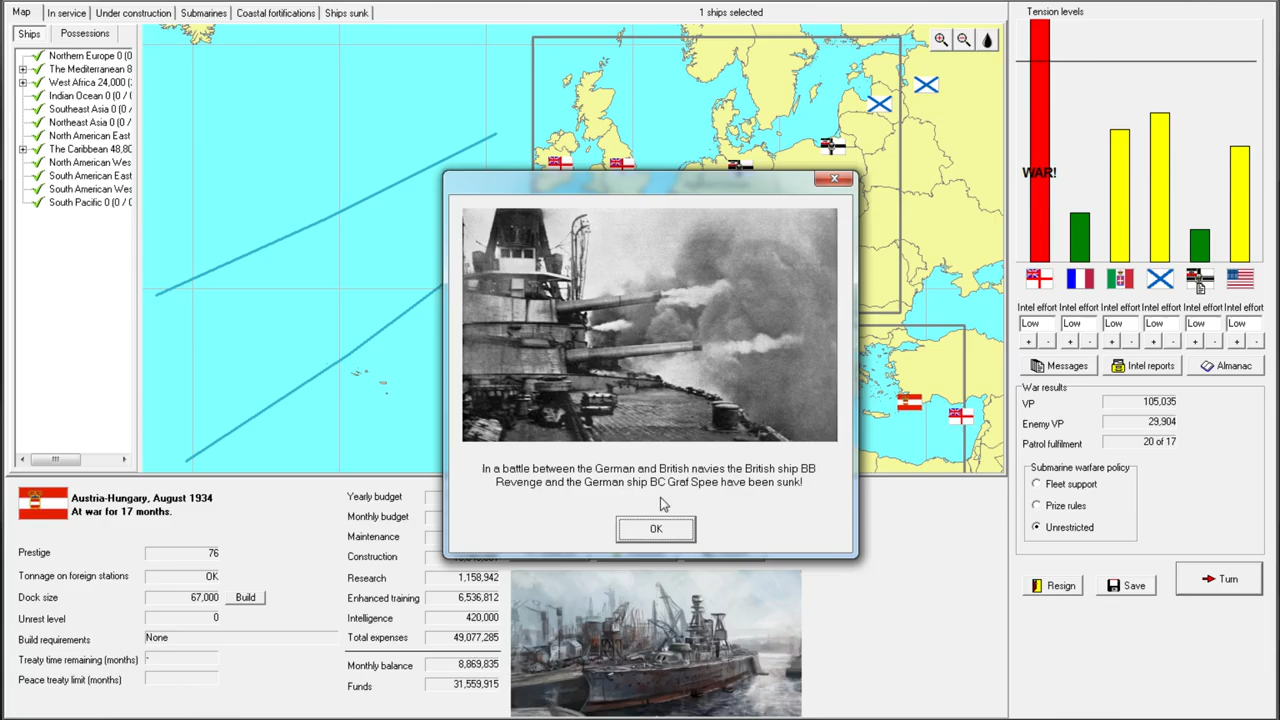 Map
In service
Under construction
Submarines
Coastal fortifications
Ships sunk
1 ships selected
Tension levels
Ships
Possessions
Northern Europe 0 (0
The Mediterranean 8
West Africa 24,000 (
Indian Ocean 0 (0 / 0
Southeast Asia 0 (0 /
Northeast Asia 0 (0 /
North American East
The Caribbean 48,80
North American Wes
South American East
South American Wes
South Pacific 0 (0 / 0
WAR!
Intel effort Intel effort Intel effort Intel effort Intel effort Intel effort
Low Low Low Low Low Low
+ - + - + - + - + - + -
Messages
Intel reports
Almanac
War results
VP 105,035
Enemy VP 29,904
Patrol fulfilment 20 of 17
Submarine warfare policy
Fleet support
Prize rules
Unrestricted
Resign
Save
Turn
In a battle between the German and British navies the British ship BB
Revenge and the German ship BC Graf Spee have been sunk!
OK
Austria-Hungary, August 1934
At war for 17 months.
Prestige 76
Tonnage on foreign stations OK
Dock size 67,000 Build
Unrest level 0
Build requirements None
Treaty time remaining (months) -
Peace treaty limit (months)
Yearly budget
Monthly budget
Maintenance
Construction
Research 1,158,942
Enhanced training 6,536,812
Intelligence 420,000
Total expenses 49,077,285
Monthly balance 8,869,835
Funds 31,559,915